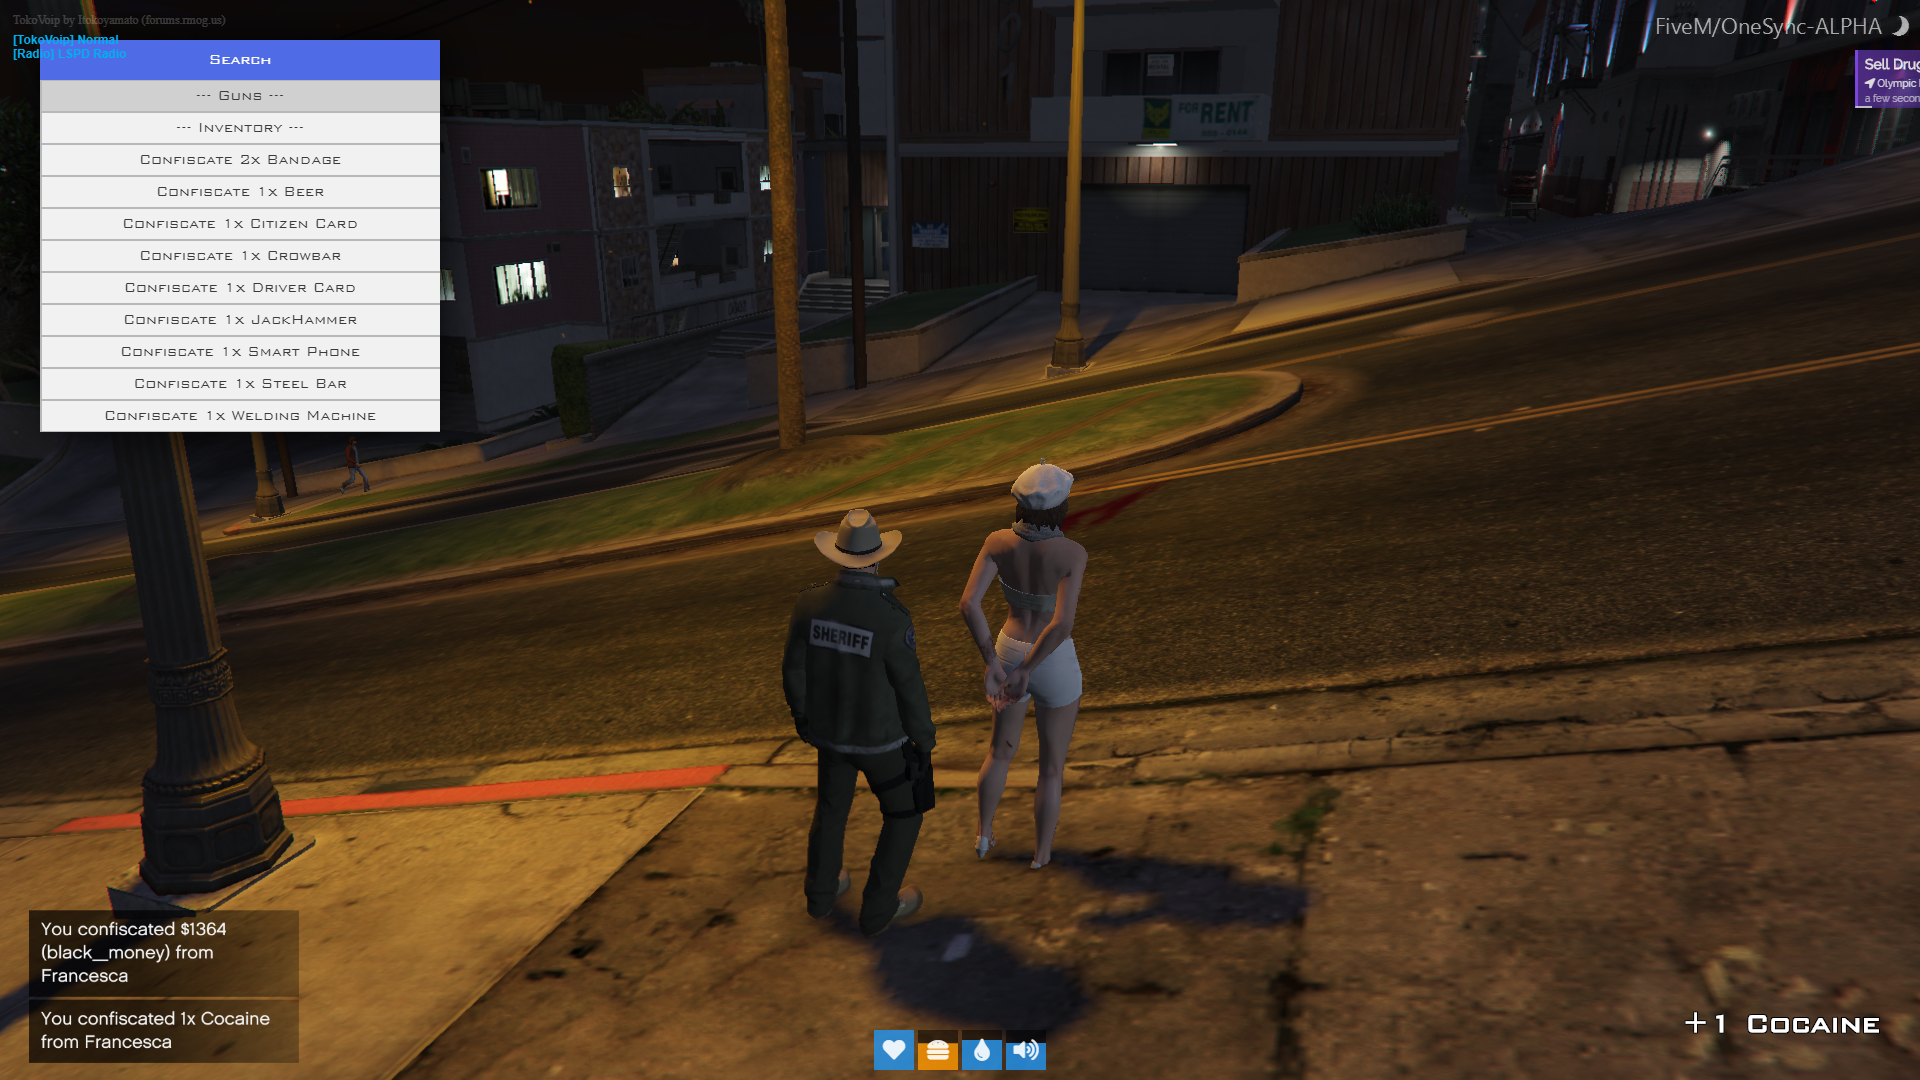 TokoVoip by Itokoyamato (forums.rmog.us)
[TokoVoip] Normal
[Radio] LSPD Radio
FiveM/OneSync-ALPHA
Search
--- Guns ---
--- Inventory ---
Confiscate 2x Bandage
Confiscate 1x Beer
Confiscate 1x Citizen Card
Confiscate 1x Crowbar
Confiscate 1x Driver Card
Confiscate 1x JackHammer
Confiscate 1x Smart Phone
Confiscate 1x Steel Bar
Confiscate 1x Welding Machine
Sell Drug
Olympic
a few secon
FOR RENT
SHERIFF
You confiscated $1364
(black_money) from
Francesca
You confiscated 1x Cocaine
from Francesca
+1 Cocaine